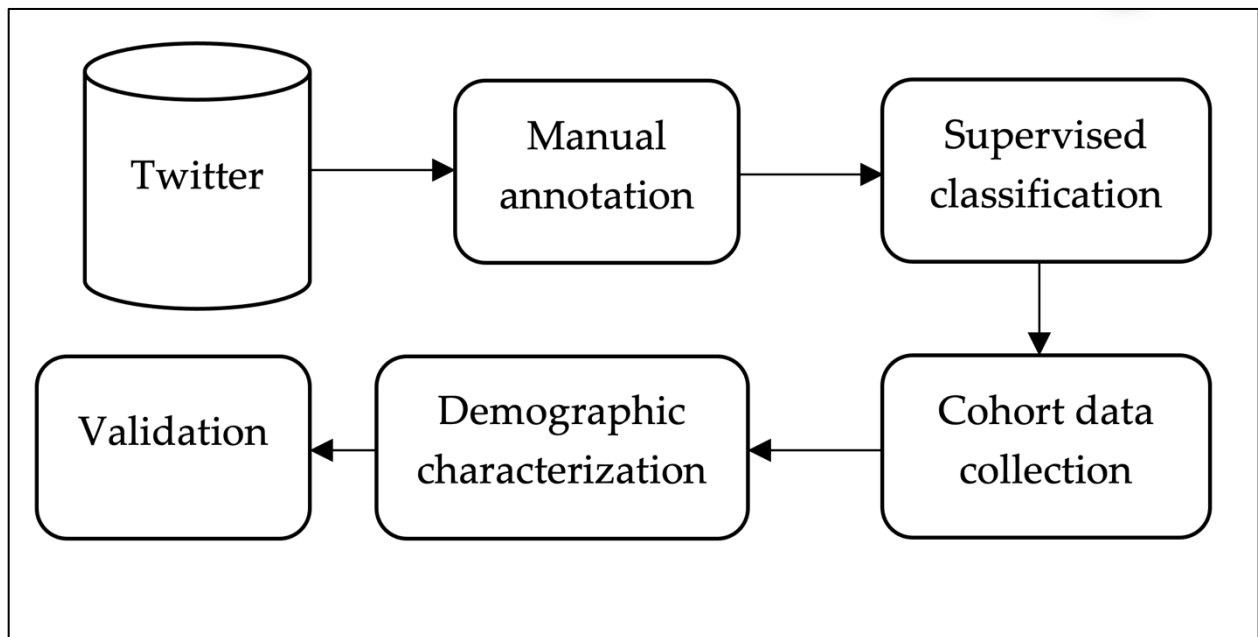 Twitter
Manual
annotation
Supervised
classification
Cohort data
collection
Demographic
characterization
Validation